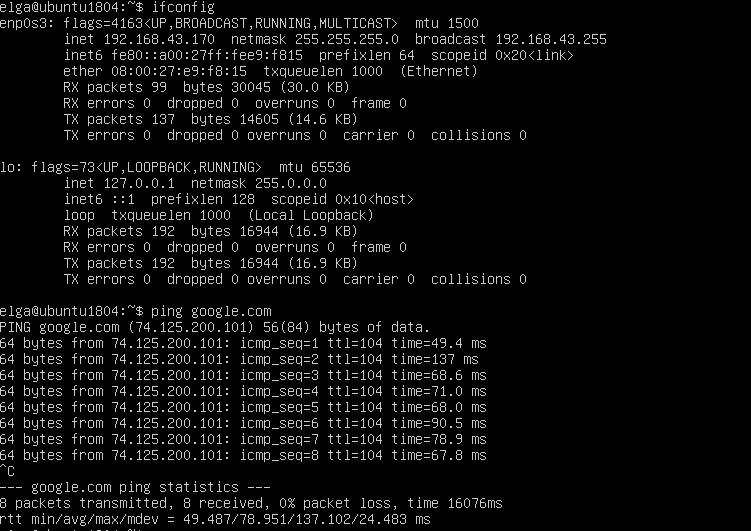 elga@ubuntu1804:~$ ifconfig
enp0s3: flags=4163<UP,BROADCAST,RUNNING,MULTICAST>  mtu 1500
        inet 192.168.43.170  netmask 255.255.255.0  broadcast 192.168.43.255
        inet6 fe80::a00:27ff:fee9:f815  prefixlen 64  scopeid 0x20<link>
        ether 08:00:27:e9:f8:15  txqueuelen 1000  (Ethernet)
        RX packets 99  bytes 30045 (30.0 KB)
        RX errors 0  dropped 0  overruns 0  frame 0
        TX packets 137  bytes 14605 (14.6 KB)
        TX errors 0  dropped 0 overruns 0  carrier 0  collisions 0

lo: flags=73<UP,LOOPBACK,RUNNING>  mtu 65536
        inet 127.0.0.1  netmask 255.0.0.0
        inet6 ::1  prefixlen 128  scopeid 0x10<host>
        loop  txqueuelen 1000  (Local Loopback)
        RX packets 192  bytes 16944 (16.9 KB)
        RX errors 0  dropped 0  overruns 0  frame 0
        TX packets 192  bytes 16944 (16.9 KB)
        TX errors 0  dropped 0 overruns 0  carrier 0  collisions 0

elga@ubuntu1804:~$ ping google.com
PING google.com (74.125.200.101) 56(84) bytes of data.
64 bytes from 74.125.200.101: icmp_seq=1 ttl=104 time=49.4 ms
64 bytes from 74.125.200.101: icmp_seq=2 ttl=104 time=137 ms
64 bytes from 74.125.200.101: icmp_seq=3 ttl=104 time=68.6 ms
64 bytes from 74.125.200.101: icmp_seq=4 ttl=104 time=71.0 ms
64 bytes from 74.125.200.101: icmp_seq=5 ttl=104 time=68.0 ms
64 bytes from 74.125.200.101: icmp_seq=6 ttl=104 time=90.5 ms
64 bytes from 74.125.200.101: icmp_seq=7 ttl=104 time=78.9 ms
64 bytes from 74.125.200.101: icmp_seq=8 ttl=104 time=67.8 ms
^C
--- google.com ping statistics ---
8 packets transmitted, 8 received, 0% packet loss, time 16076ms
rtt min/avg/max/mdev = 49.487/78.951/137.102/24.483 ms